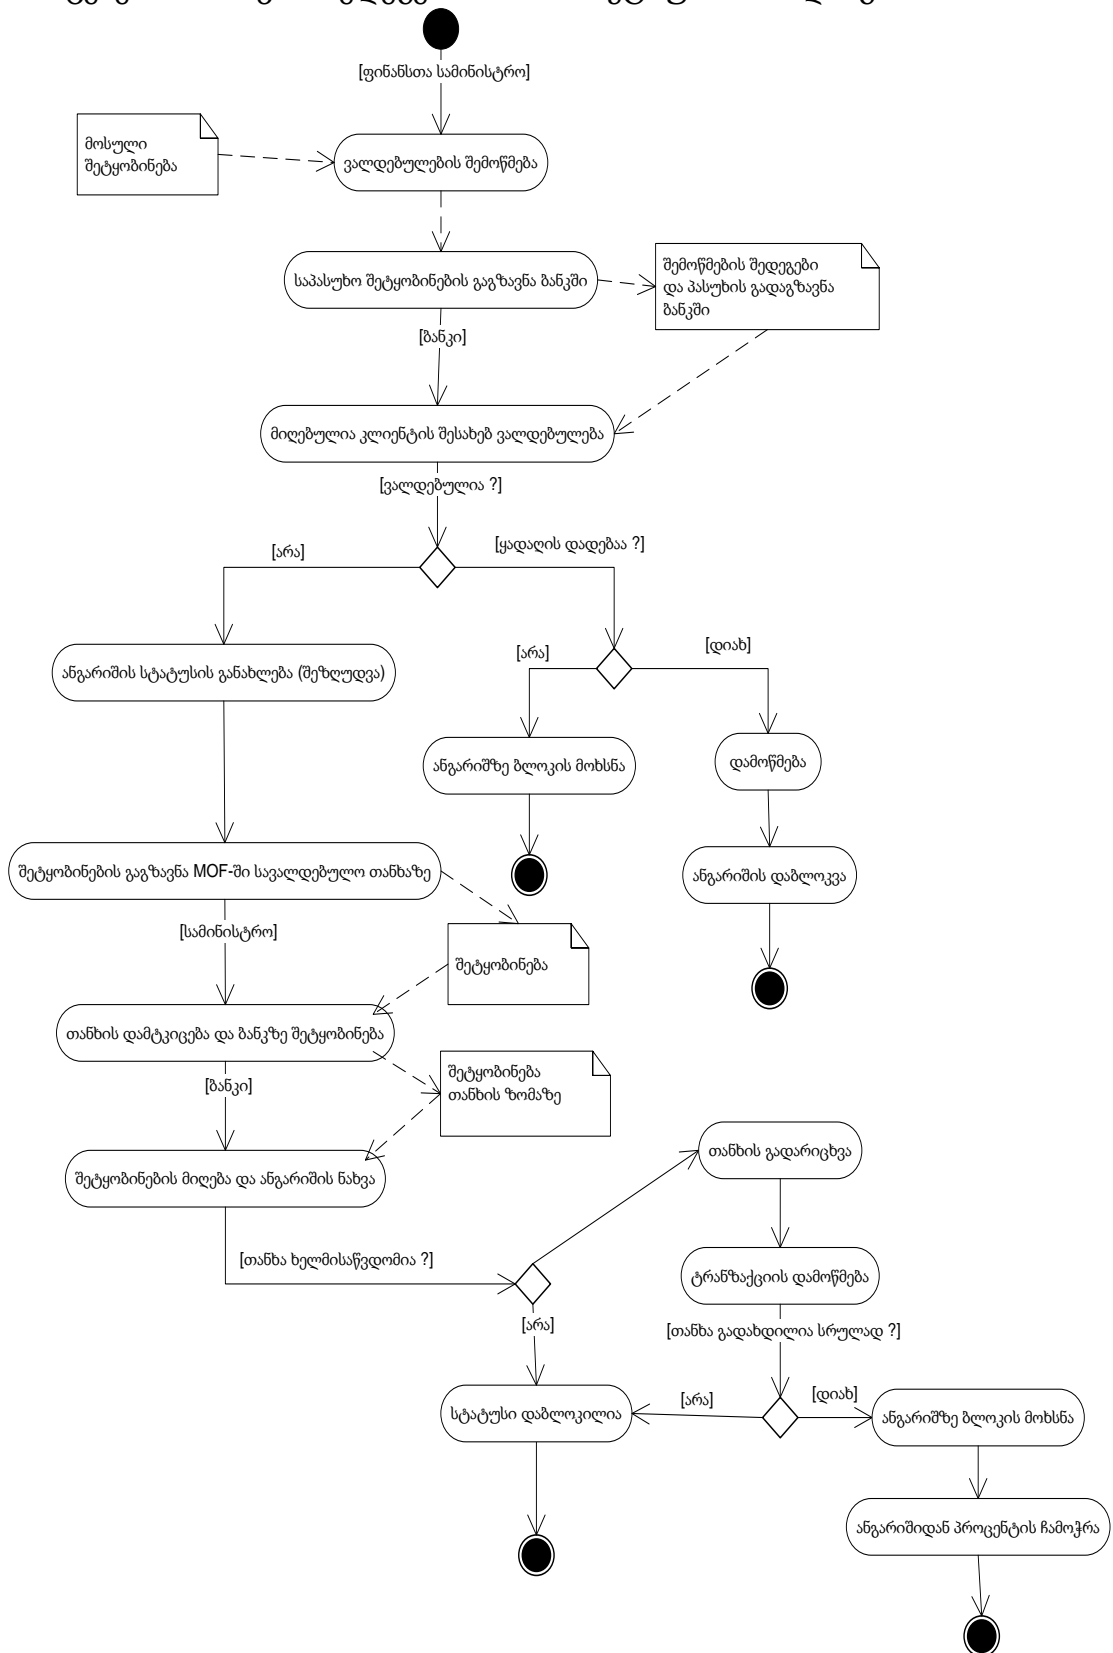 [ფინანსთა სამინისტრო]
მოსული
შეტყობინება
ვალდებულების შემოწმება
საპასუხო შეტყობინების გაგზავნა ბანკში
შემოწმების შედეგები
და პასუხის გადაგზავნა
ბანკში
[ბანკი]
მიღებულია კლიენტის შესახებ ვალდებულება
[ვალდებულია ?]
[არა]
[ყადაღის დადებაა ?]
[არა]
[დიახ]
ანგარიშის სტატუსის განახლება (შეზღუდვა)
ანგარიშზე ბლოკის მოხსნა
დამოწმება
შეტყობინების გაგზავნა MOF-ში სავალდებულო თანხაზე
ანგარიშის დაბლოკვა
[სამინისტრო]
შეტყობინება
თანხის დამტკიცება და ბანკზე შეტყობინება
შეტყობინება
თანხის ზომაზე
[ბანკი]
თანხის გადარიცხვა
შეტყობინების მიღება და ანგარიშის ნახვა
[თანხა ხელმისაწვდომია ?]
ტრანზაქციის დამოწმება
[არა]
[თანხა გადახდილია სრულად ?]
[არა]
[დიახ]
სტატუსი დაბლოკილია
ანგარიშზე ბლოკის მოხსნა
ანგარიშიდან პროცენტის ჩამოჭრა